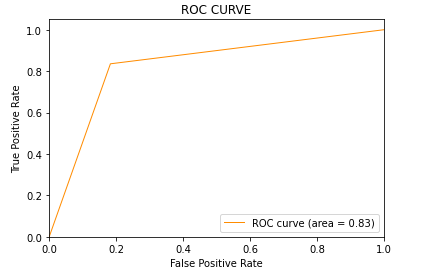 ROC CURVE
1.0
0.8
0.6
0.4
0.2
0.0
True Positive Rate
ROC curve (area = 0.83)
0.0 0.2 0.4 0.6 0.8 1.0
False Positive Rate